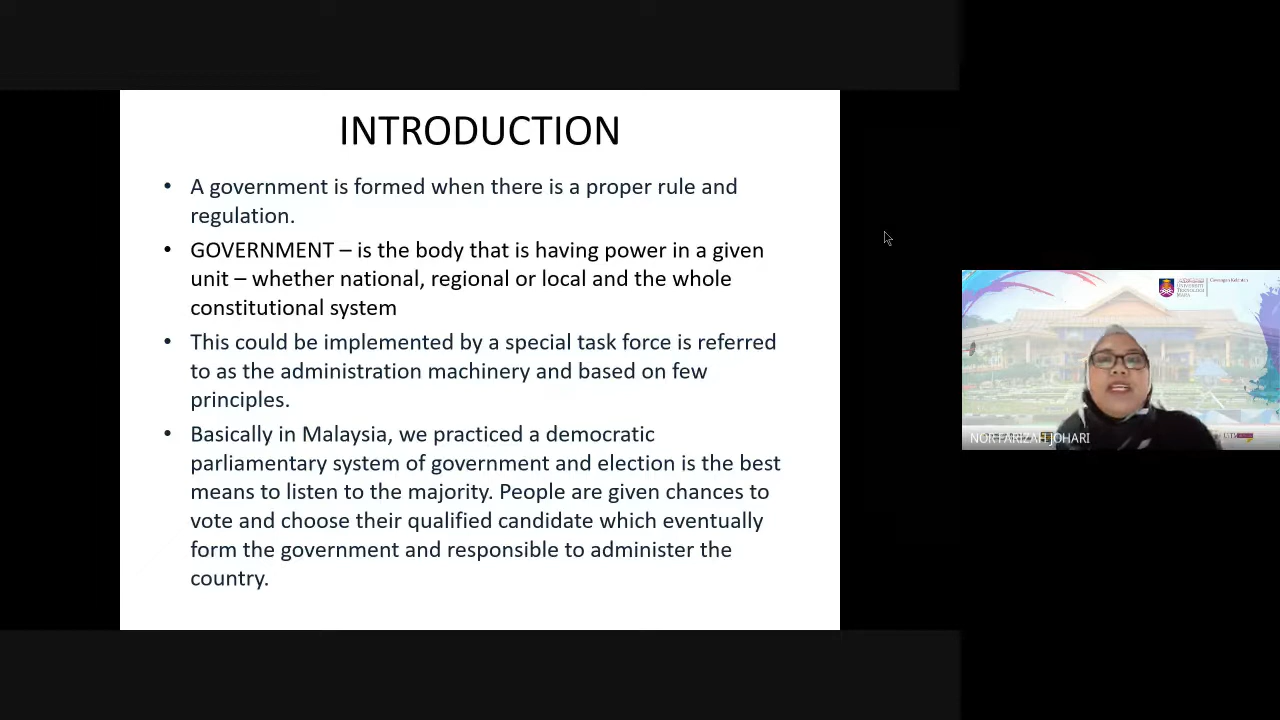 INTRODUCTION
• A government is formed when there is a proper rule and
regulation.
• GOVERNMENT – is the body that is having power in a given
unit – whether national, regional or local and the whole
constitutional system
• This could be implemented by a special task force is referred
to as the administration machinery and based on few
principles.
• Basically in Malaysia, we practiced a democratic
parliamentary system of government and election is the best
means to listen to the majority. People are given chances to
vote and choose their qualified candidate which eventually
form the government and responsible to administer the
country.
UNIVERSITI
TEKNOLOGI
MARA
NOR FARIZAH JOHARI